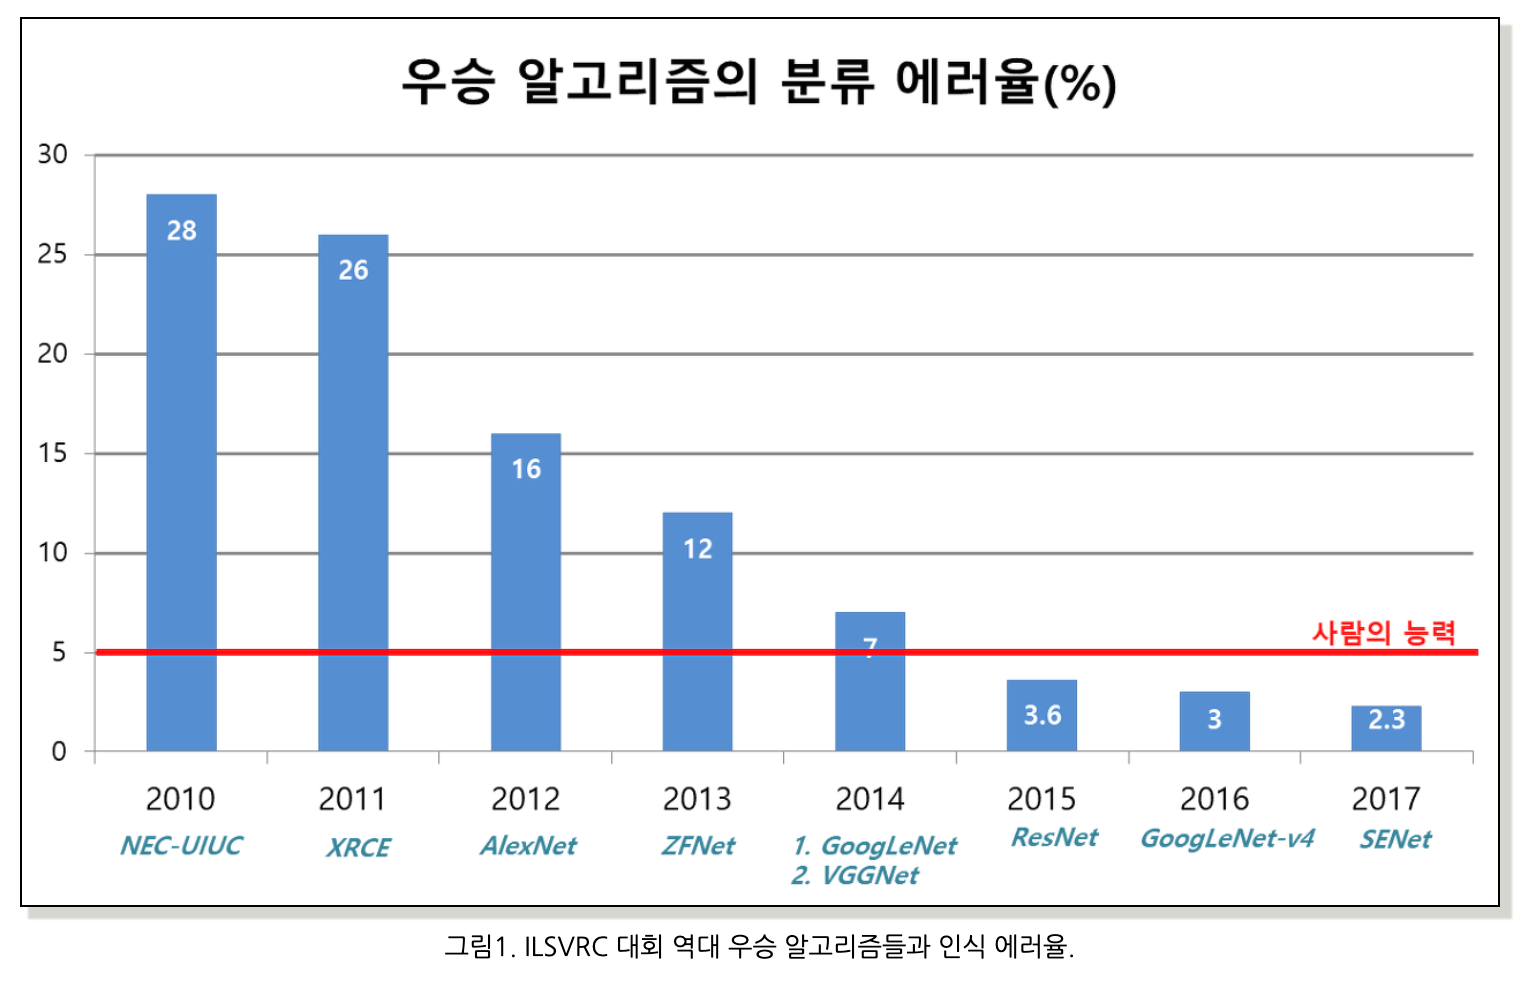 우승 알고리즘의 분류 에러율(%)
30
25
20
15
10
5
0
28
26
16
12
7
3.6
3
2.3
사람의 능력
2010
2011
2012
2013
2014
2015
2016
2017
NEC-UIUC
XRCE
AlexNet
ZFNet
1. GoogLeNet
2. VGGNet
ResNet
GoogLeNet-v4
SENet
그림1. ILSVRC 대회 역대 우승 알고리즘들과 인식 에러율.